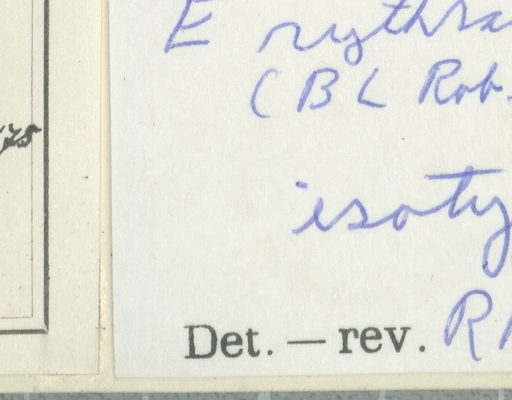 E rythra
(B L Rob.
isoty
Det. — rev. R